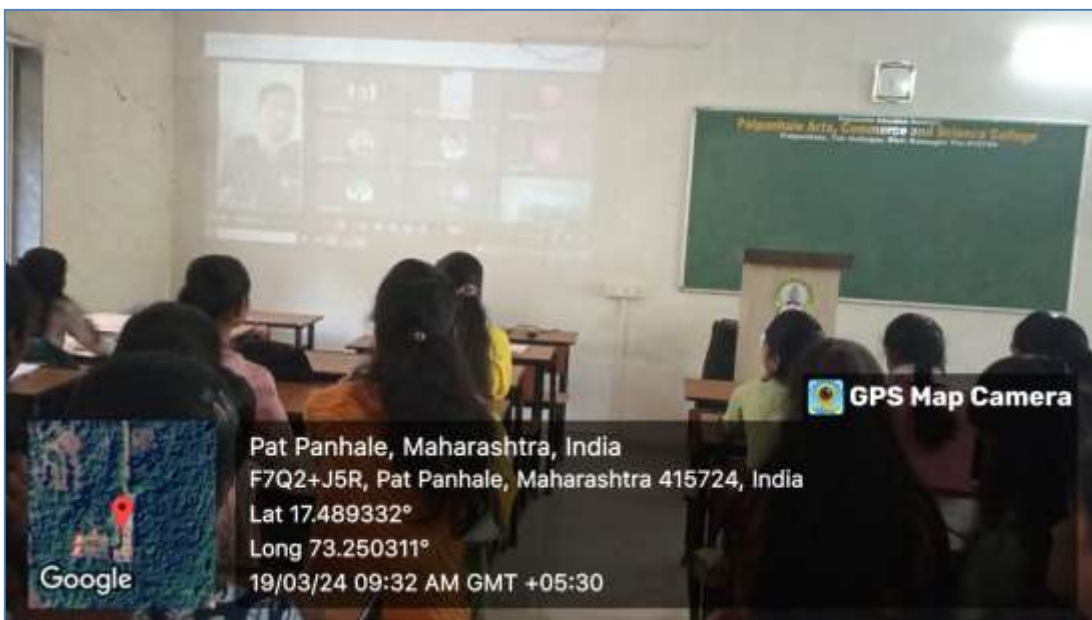 Patpanhale Arts, Commerce and Science College
GPS Map Camera
Pat Panhale, Maharashtra, India
F7Q2+J5R, Pat Panhale, Maharashtra 415724, India
Lat 17.489332°
Long 73.250311°
19/03/24 09:32 AM GMT +05:30
Google